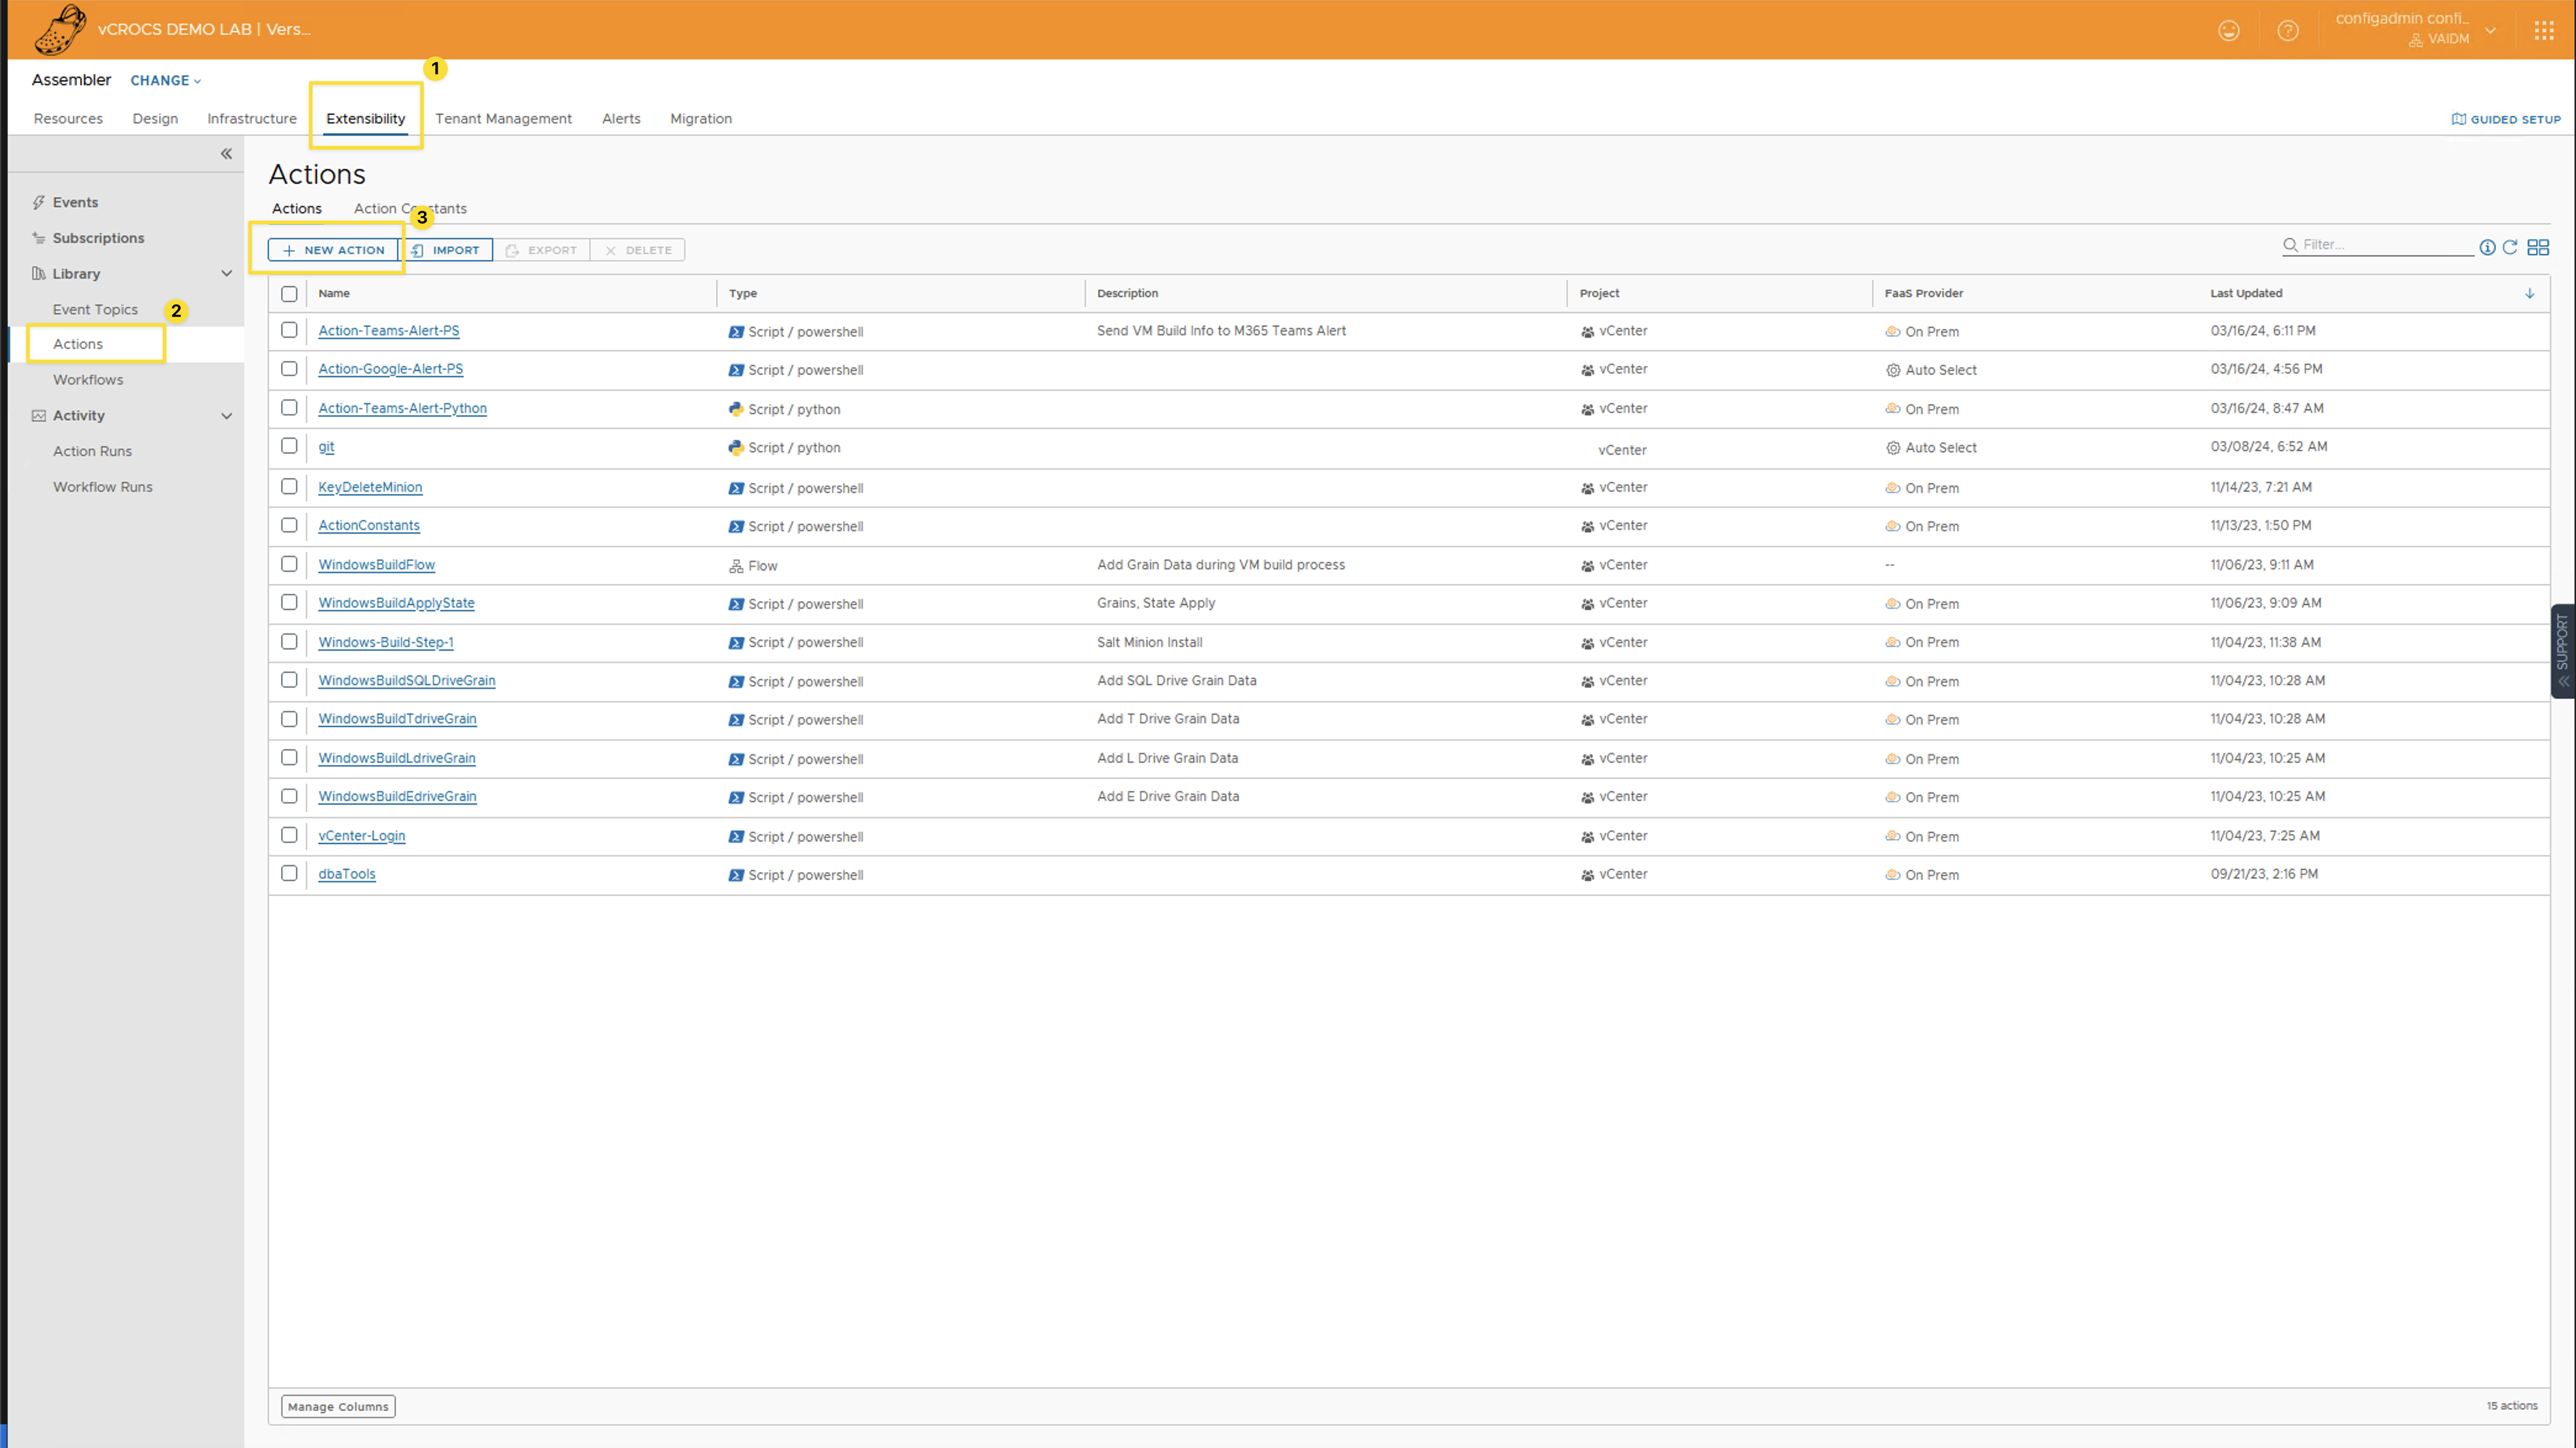 vCROCS DEMO LAB | Vers...
configadmin confi...
VAIDM
Assembler CHANGE
1
Resources Design Infrastructure Extensibility Tenant Management Alerts Migration
GUIDED SETUP
Events
Subscriptions
Library
Event Topics
2
Actions
Workflows
Activity
Action Runs
Workflow Runs
Actions
Actions Action Constants
3
NEW ACTION IMPORT EXPORT DELETE
Filter...
Name Type Description Project FaaS Provider Last Updated
Action-Teams-Alert-PS Script / powershell Send VM Build Info to M365 Teams Alert vCenter On Prem 03/16/24, 6:11 PM
Action-Google-Alert-PS Script / powershell vCenter Auto Select 03/16/24, 4:56 PM
Action-Teams-Alert-Python Script / python vCenter On Prem 03/16/24, 8:47 AM
git Script / python vCenter Auto Select 03/08/24, 6:52 AM
KeyDeleteMinion Script / powershell vCenter On Prem 11/14/23, 7:21 AM
ActionConstants Script / powershell vCenter On Prem 11/13/23, 1:50 PM
WindowsBuildFlow Flow Add Grain Data during VM build process vCenter -- 11/06/23, 9:11 AM
WindowsBuildApplyState Script / powershell Grains, State Apply vCenter On Prem 11/06/23, 9:09 AM
Windows-Build-Step-1 Script / powershell Salt Minion Install vCenter On Prem 11/04/23, 11:38 AM
WindowsBuildSQLDriveGrain Script / powershell Add SQL Drive Grain Data vCenter On Prem 11/04/23, 10:28 AM
WindowsBuildTdriveGrain Script / powershell Add T Drive Grain Data vCenter On Prem 11/04/23, 10:28 AM
WindowsBuildLdriveGrain Script / powershell Add L Drive Grain Data vCenter On Prem 11/04/23, 10:25 AM
WindowsBuildEdriveGrain Script / powershell Add E Drive Grain Data vCenter On Prem 11/04/23, 10:25 AM
vCenter-Login Script / powershell vCenter On Prem 11/04/23, 7:25 AM
dbaTools Script / powershell vCenter On Prem 09/21/23, 2:16 PM
SUPPORT
Manage Columns
15 actions